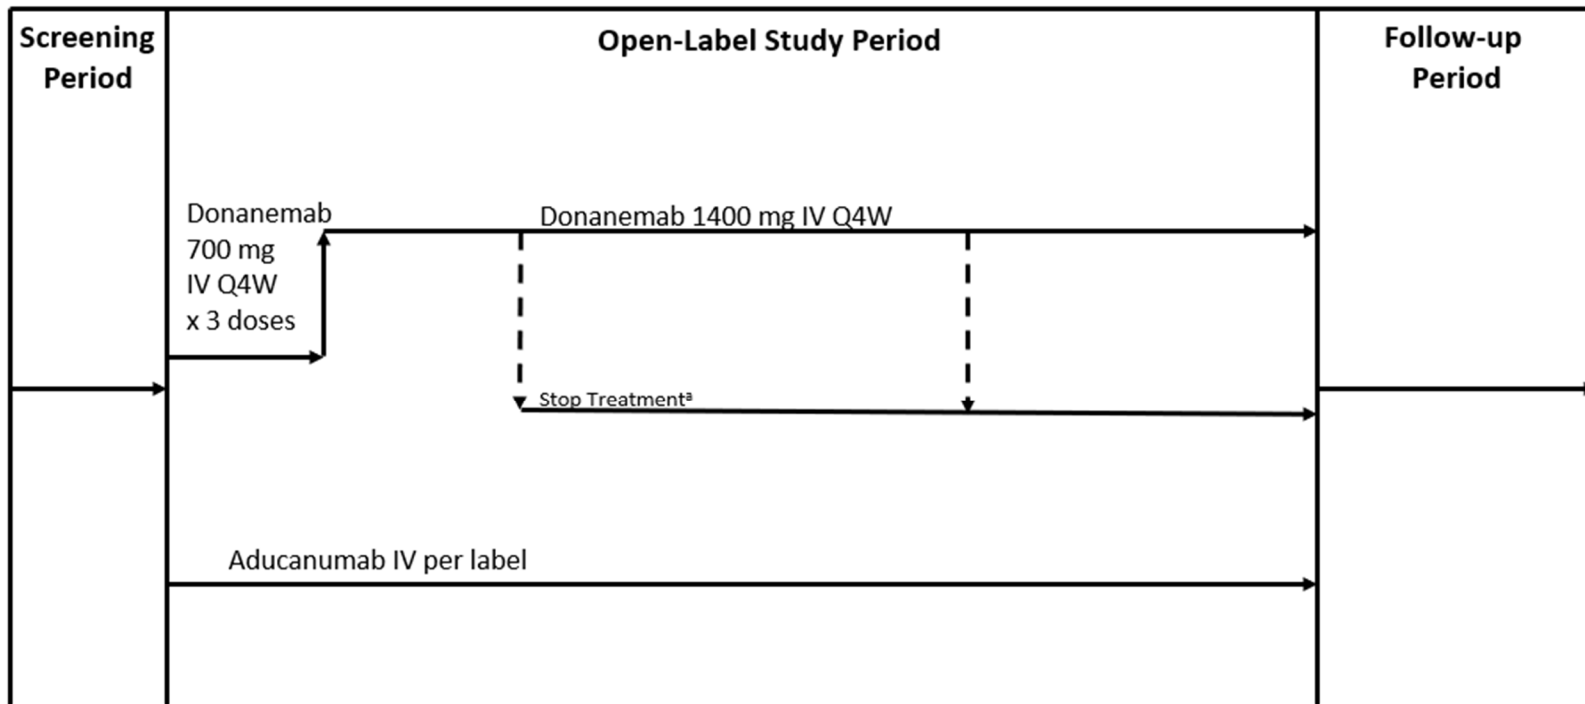 Screening
Period
Open-Label Study Period
Follow-up
Period
Donanemab
700 mg
IV Q4W
x 3 doses
Donanemab 1400 mg IV Q4W
Stop Treatmentª
Aducanumab IV per label